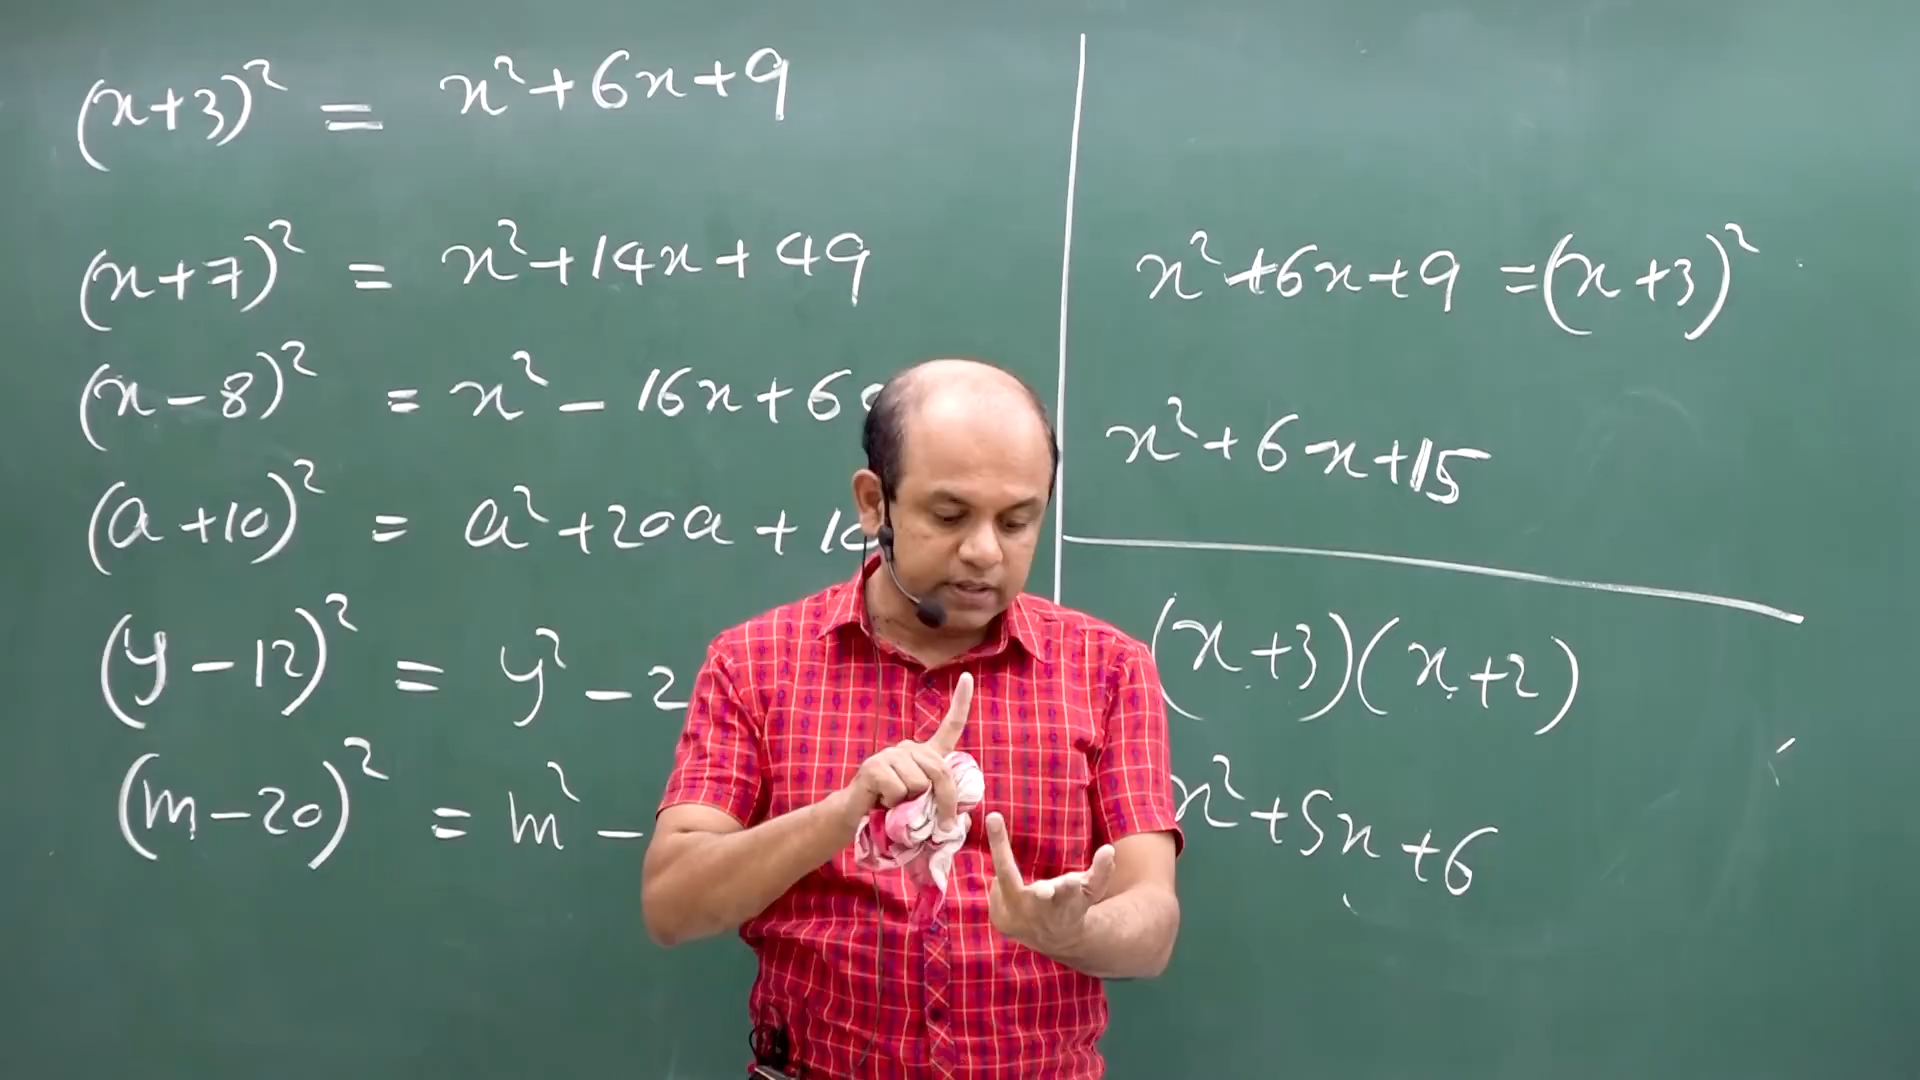 (x+3)² = x²+6x+9
(x+7)² = x²+14x+49
(x-8)² = x² - 16x+6
(a+10)² = a²+20a+10
(y-12)² = y² - 2
(m-20)² = m² -
x²+6x+9 = (x+3)²
x²+6x+15
(x+3)(x+2)
x²+5x+6